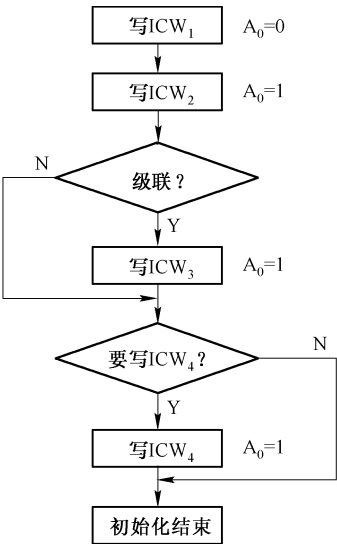 写ICW₁ A₀=0
写ICW₂ A₀=1
级联？
N
Y
写ICW₃ A₀=1
要写ICW₄？
N
Y
写ICW₄ A₀=1
初始化结束